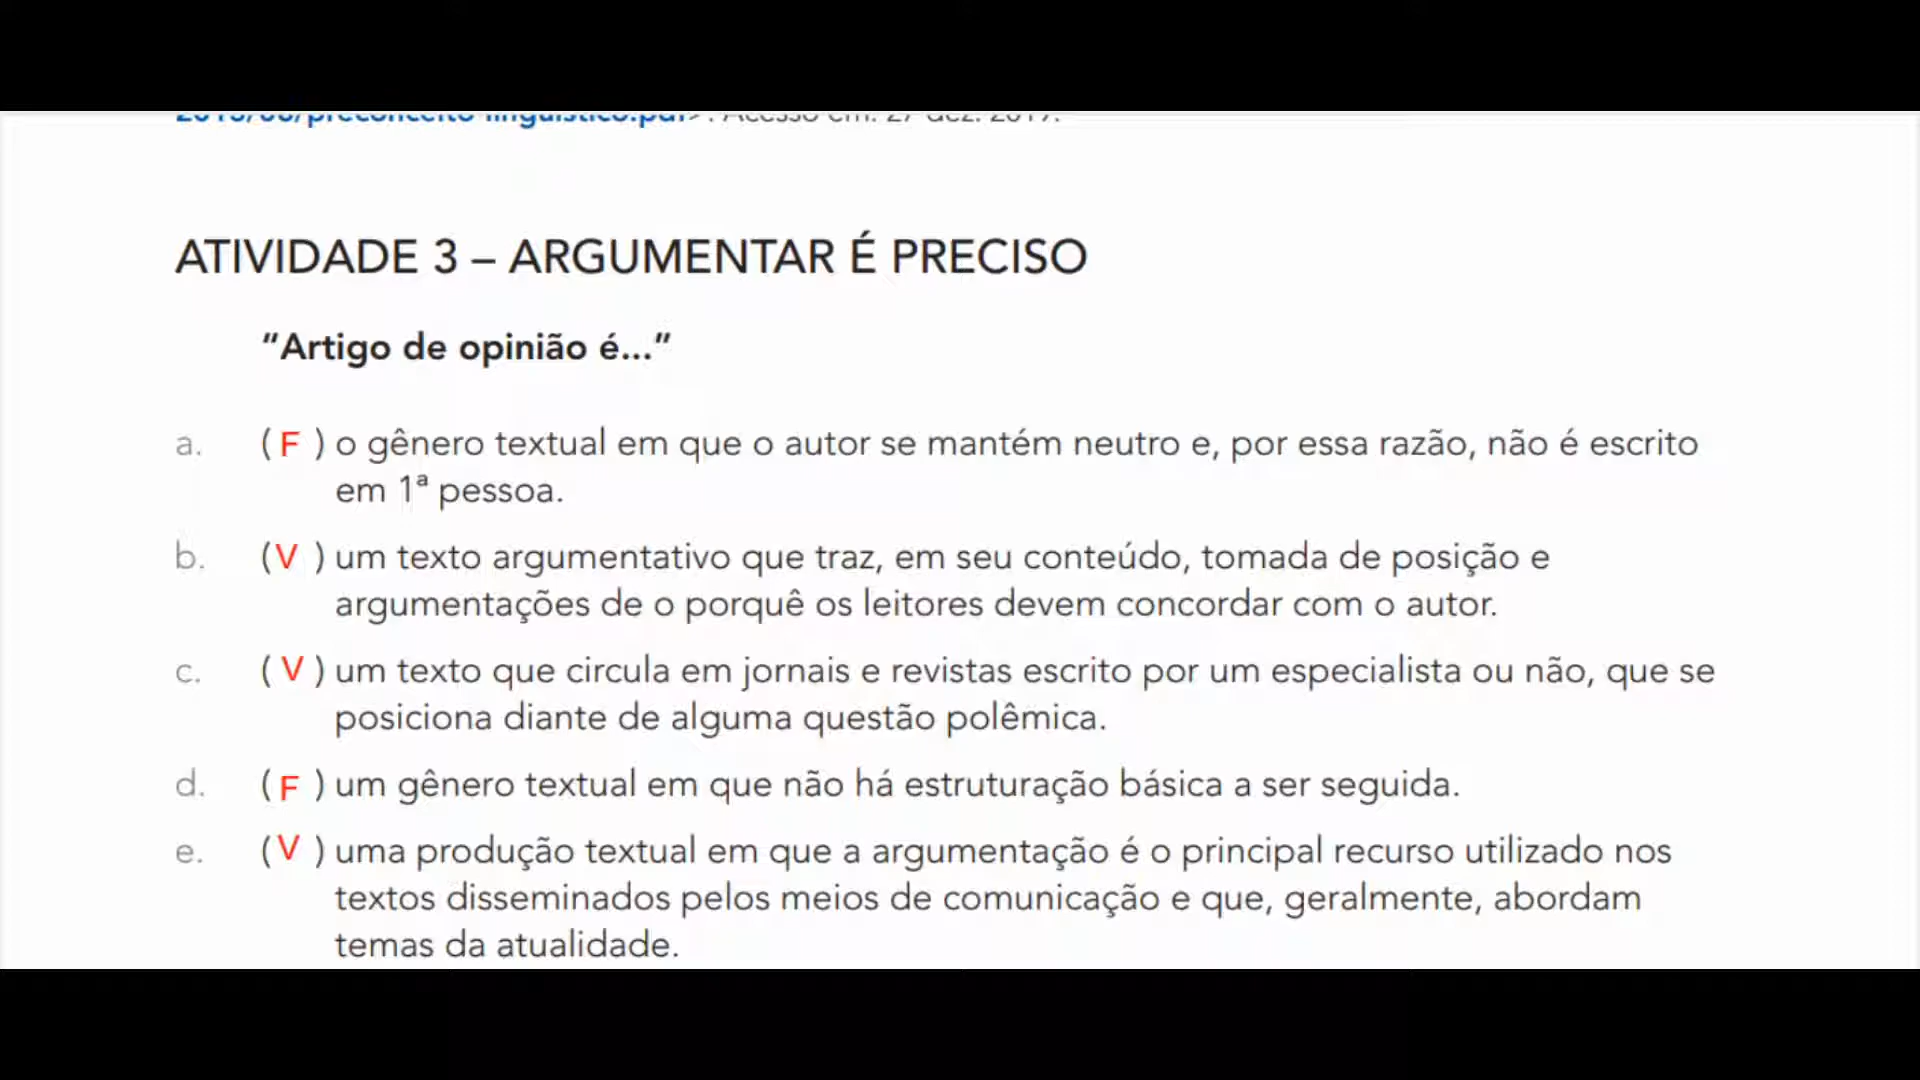 ATIVIDADE 3 – ARGUMENTAR É PRECISO
"Artigo de opinião é..."
a. ( F ) o gênero textual em que o autor se mantém neutro e, por essa razão, não é escrito
em 1ª pessoa.
b. ( V ) um texto argumentativo que traz, em seu conteúdo, tomada de posição e
argumentações de o porquê os leitores devem concordar com o autor.
c. ( V ) um texto que circula em jornais e revistas escrito por um especialista ou não, que se
posiciona diante de alguma questão polêmica.
d. ( F ) um gênero textual em que não há estruturação básica a ser seguida.
e. ( V ) uma produção textual em que a argumentação é o principal recurso utilizado nos
textos disseminados pelos meios de comunicação e que, geralmente, abordam
temas da atualidade.